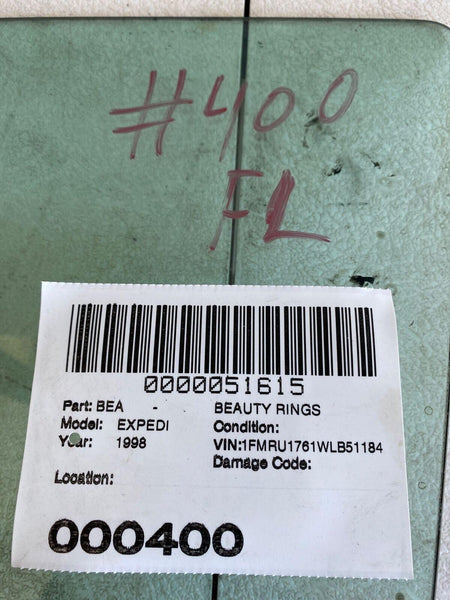 #400
FL
0000051615
Part: BEA - BEAUTY RINGS
Model: EXPEDI Condition:
Year: 1998 VIN:1FMRU1761WLB51184
Damage Code:
Location:
000400